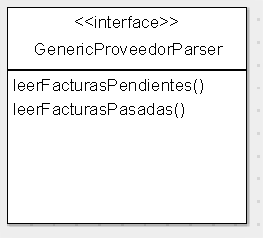 <<interface>>
GenericProveedorParser
leerFacturasPendientes()
leerFacturasPasadas()